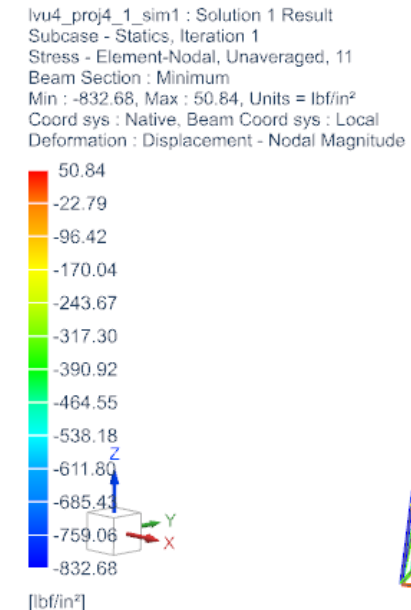 lvu4_proj4_1_sim1 : Solution 1 Result
Subcase - Statics, Iteration 1
Stress - Element-Nodal, Unaveraged, 11
Beam Section : Minimum
Min : -832.68, Max : 50.84, Units = lbf/in²
Coord sys : Native, Beam Coord sys : Local
Deformation : Displacement - Nodal Magnitude
50.84
-22.79
-96.42
-170.04
-243.67
-317.30
-390.92
-464.55
-538.18
Z
-611.80
-685.43
Y
-759.06
X
-832.68
[lbf/in²]